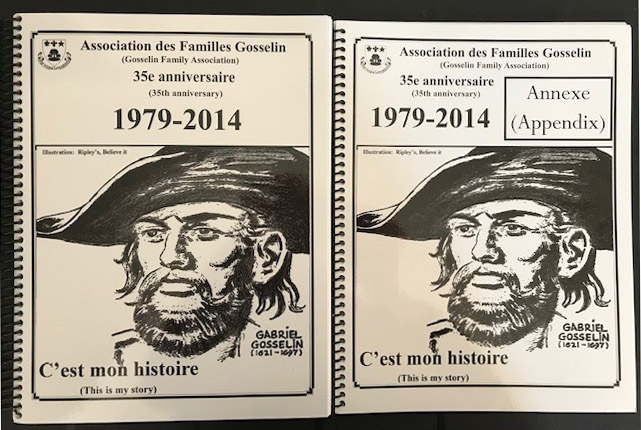 Association des Familles Gosselin
(Gosselin Family Association)
35e anniversaire
(35th anniversary)
1979-2014
Illustration: Ripley's, Believe it
GABRIEL
GOSSELIN
(1621-1697)
C'est mon histoire
(This is my story)
Association des Familles Gosselin
(Gosselin Family Association)
35e anniversaire
(35th anniversary)
1979-2014
Annexe
(Appendix)
Illustration: Ripley's, Believe it
GABRIEL
GOSSELIN
(1621-1697)
C'est mon histoire
(This is my story)